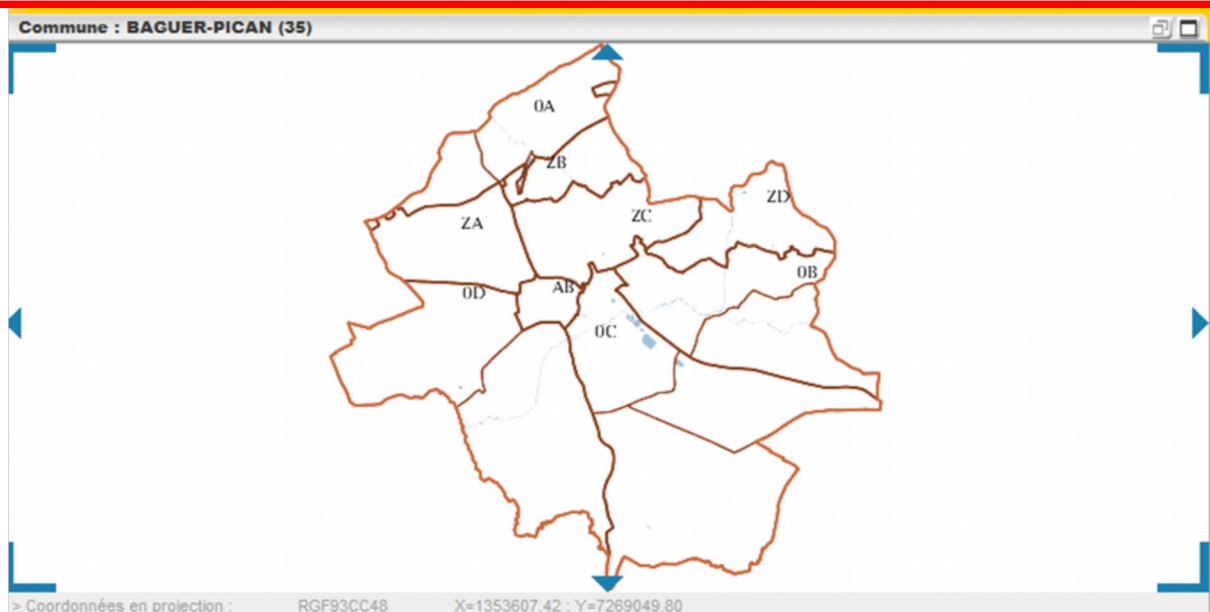 Commune : BAGUER-PICAN (35)
0A
ZB
ZD
ZC
ZA
0B
AB
0D
0C
> Coordonnées en projection : RGF93CC48 X=1353607.42 ; Y=7269049.80